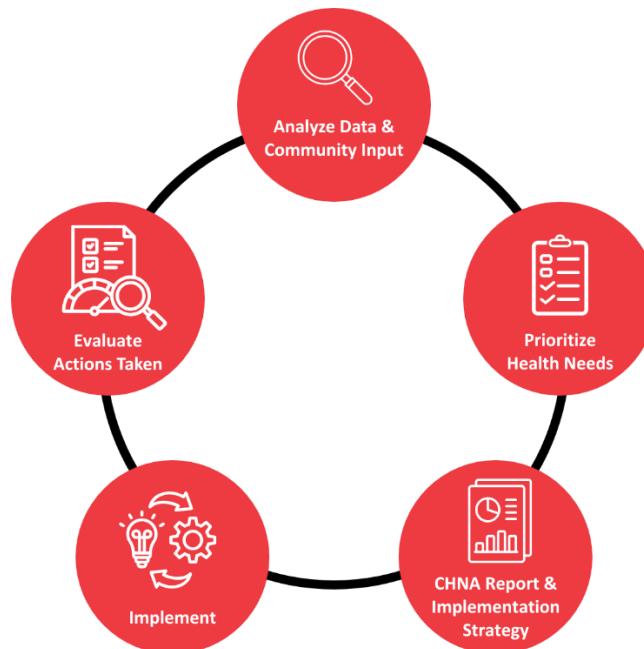 Analyze Data &
Community Input
Prioritize
Health Needs
CHNA Report &
Implementation
Strategy
Implement
Evaluate
Actions Taken